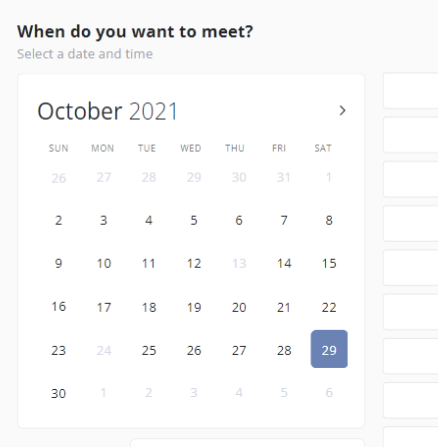 When do you want to meet?
Select a date and time
October 2021
SUN MON TUE WED THU FRI SAT
26 27 28 29 30 31 1
2 3 4 5 6 7 8
9 10 11 12 13 14 15
16 17 18 19 20 21 22
23 24 25 26 27 28 29
30 1 2 3 4 5 6